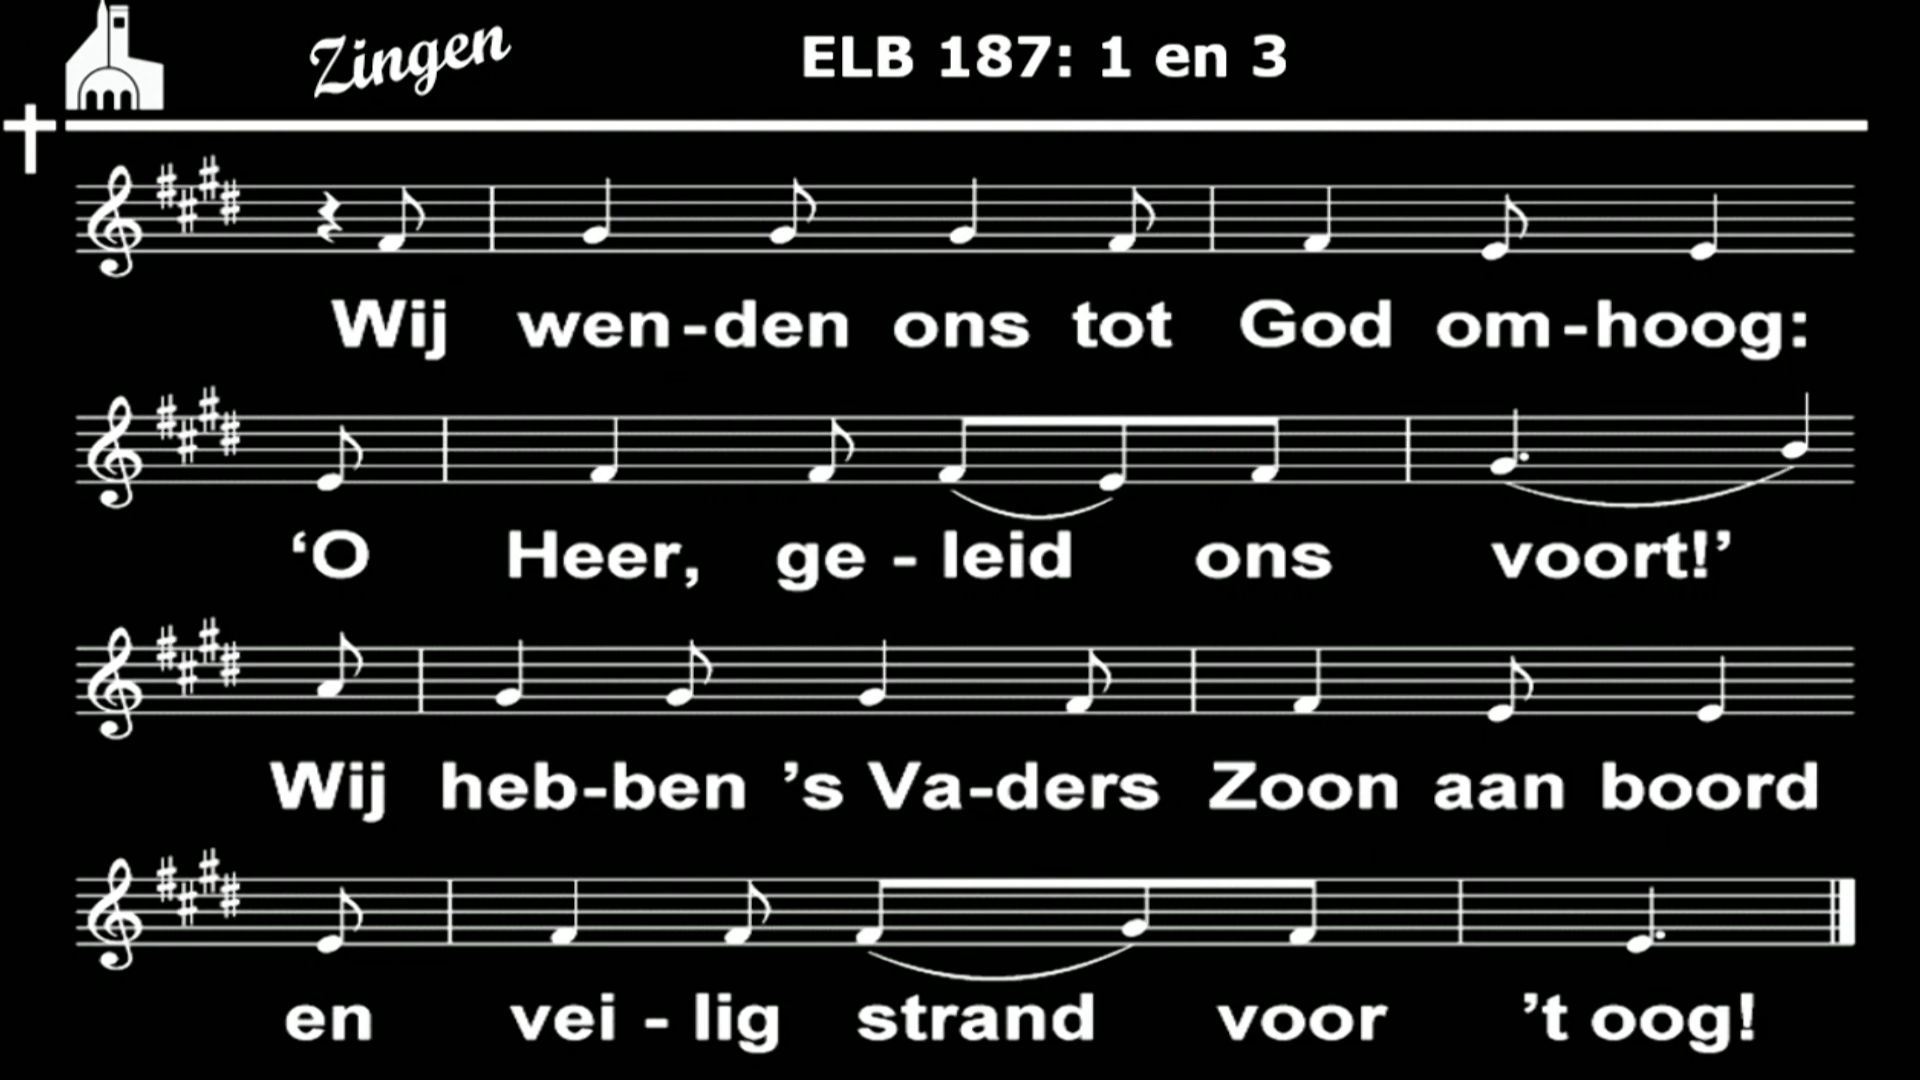 Zingen ELB 187: 1 en 3
Wij wen-den ons tot God om-hoog:
‘O Heer, ge - leid ons voort!’
Wij heb-ben ’s Va-ders Zoon aan boord
en vei - lig strand voor ’t oog!